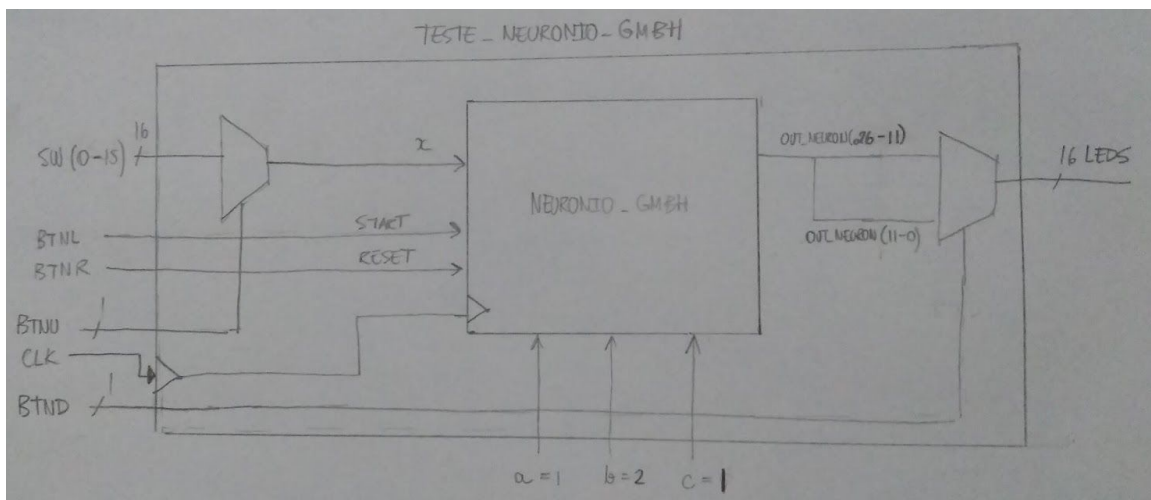 TESTE_NEURONIO_GMBH
16
SW (0-15)
x
OUT_NEURON(26-11)
16 LEDS
NEURONIO_GMBH
BTNL
START
OUT_NEURON(11-0)
BTNR
RESET
1
BTNU
CLK
1
BTND
a=1
b=2
c=1